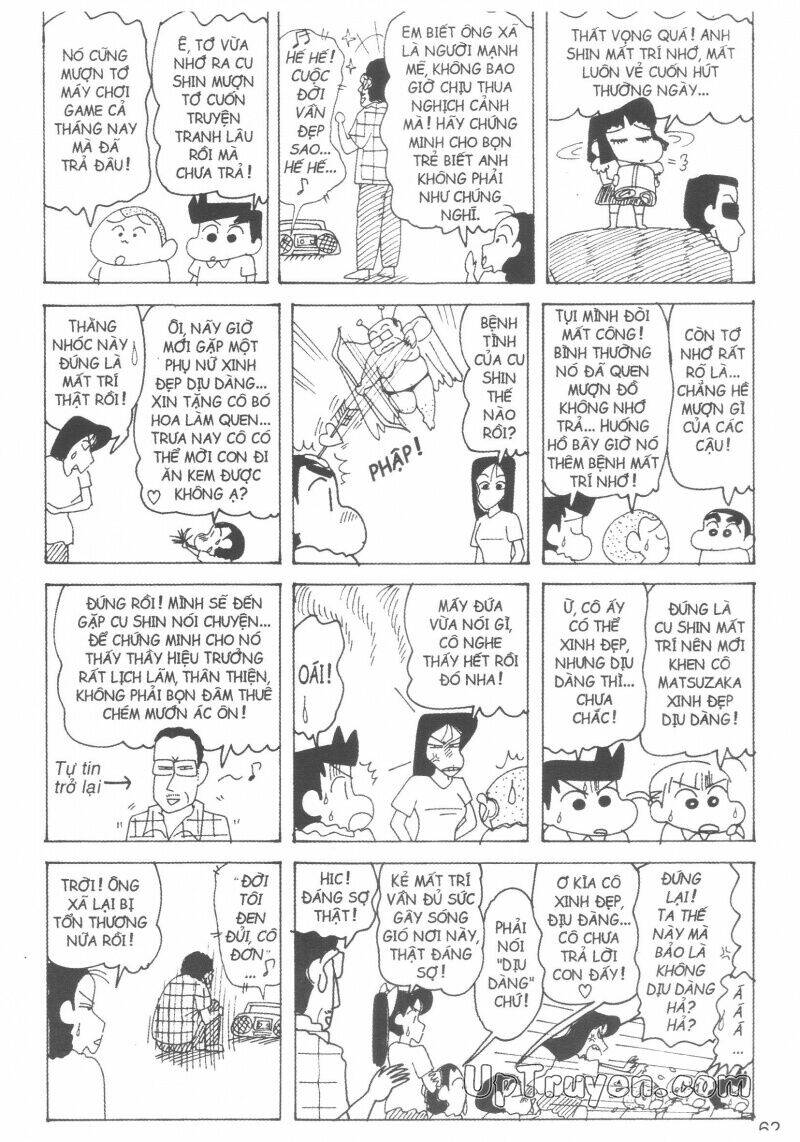 THẤT VỌNG QUÁ! ANH
SHIN MẤT TRÍ NHỚ, MẤT
LUÔN VẺ CUỐN HÚT
THƯỜNG NGÀY...
EM BIẾT ÔNG XÃ
LÀ NGƯỜI MẠNH
MẼ, KHÔNG BAO
GIỜ CHỊU THUA
NGHỊCH CẢNH
MÀ! HÃY CHỨNG
MINH CHO BỌN
TRẺ BIẾT ANH
KHÔNG PHẢI
NHƯ CHÚNG
NGHĨ.
HẾ HẾ!
CUỘC
ĐỜI
VẪN
ĐẸP
SAO...
HẾ HẾ...
Ê, TỚ VỪA
NHỚ RA CU
SHIN MƯỢN
TỚ CUỐN
TRUYỆN
TRANH LÂU
RỒI MÀ
CHƯA TRẢ!
NÓ CŨNG
MƯỢN TỚ
MÁY CHƠI
GAME CẢ
THÁNG NAY
MÀ ĐÃ
TRẢ ĐÂU!
CÒN TỚ
NHỚ RẤT
RÕ LÀ...
CHẲNG HỀ
MƯỢN GÌ
CỦA CÁC
CẬU!
TỤI MÌNH ĐÒI
MẤT CÔNG!
BÌNH THƯỜNG
NÓ ĐÃ QUEN
MƯỢN ĐỒ
KHÔNG NHỚ
TRẢ... HUỐNG
HỒ BÂY GIỜ NÓ
THÊM BỆNH MẤT
TRÍ NHỚ!
BỆNH
TÌNH
CỦA CU
SHIN
THẾ
NÀO
RỒI?
PHẬP!
ÔI, NÃY GIỜ
MỚI GẶP MỘT
PHỤ NỮ XINH
ĐẸP DỊU DÀNG...
XIN TẶNG CÔ BÓ
HOA LÀM QUEN...
TRƯA NAY CÔ CÓ
THỂ MỜI CON ĐI
ĂN KEM ĐƯỢC
KHÔNG Ạ?
THẰNG
NHÓC NÀY
ĐÚNG LÀ
MẤT TRÍ
THẬT RỒI!
ĐÚNG LÀ
CU SHIN MẤT
TRÍ NÊN MỚI
KHEN CÔ
MATSUZAKA
XINH ĐẸP
DỊU DÀNG!
Ừ, CÔ ẤY
CÓ THỂ
XINH ĐẸP,
NHƯNG DỊU
DÀNG THÌ...
CHƯA
CHẮC!
MẤY ĐỨA
VỪA NÓI GÌ,
CÔ NGHE
THẤY HẾT RỒI
ĐÓ NHA!
OÁI!
ĐÚNG RỒI! MÌNH SẼ ĐẾN
GẶP CU SHIN NÓI CHUYỆN...
ĐỂ CHỨNG MINH CHO NÓ
THẤY THẦY HIỆU TRƯỞNG
RẤT LỊCH LÃM, THÂN THIỆN,
KHÔNG PHẢI BỌN ĐÂM THUÊ
CHÉM MƯỚN ÁC ÔN!
Tự tin
trở lại
Á
Á
Á
...
ĐỨNG
LẠI!
TA THẾ
NÀY MÀ
BẢO LÀ
KHÔNG
DỊU DÀNG
HẢ?
HẢ?
Ơ KÌA CÔ
XINH ĐẸP,
DỊU DÀNG...
CÔ CHƯA
TRẢ LỜI
CON ĐẤY!
PHẢI
NÓI
"DỊU
DÀNG"
CHỨ!
KẺ MẤT TRÍ
VẪN ĐỦ SỨC
GÂY SÓNG
GIÓ NƠI NÀY,
THẬT ĐÁNG
SỢ!
HIC!
ĐÁNG SỢ
THẬT!
"ĐỜI
TÔI
ĐEN
ĐỦI, CÔ
ĐƠN"
...
TRỜI! ÔNG
XÃ LẠI BỊ
TỔN THƯƠNG
NỮA RỒI!
UpTruyen.com
62